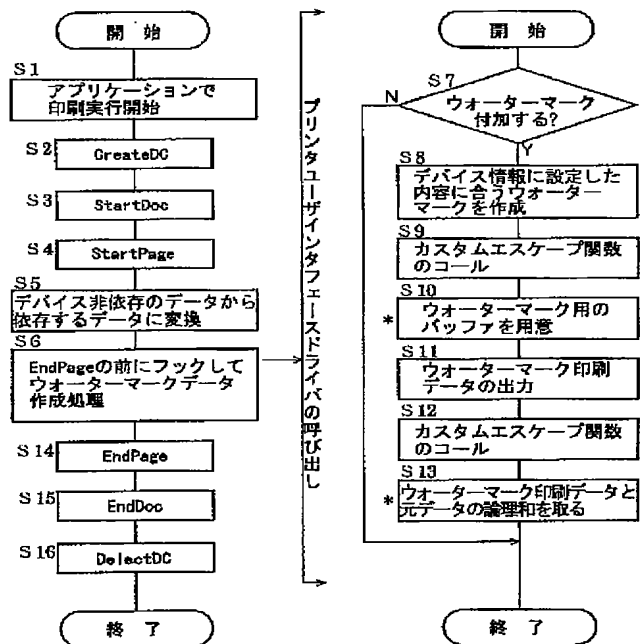 開 始
S1
アプリケーションで
印刷実行開始
S2
CreateDC
S3
StartDoc
S4
StartPage
S5
デバイス非依存のデータから
依存するデータに変換
S6
EndPageの前にフックして
ウォーターマークデータ
作成処理
S14
EndPage
S15
EndDoc
S16
DelectDC
終 了
プリンタユーザインタフェースドライバの呼び出し
開 始
S7
N
ウォーターマーク
付加する?
Y
S8
デバイス情報に設定した
内容に合うウォーター
マークを作成
S9
カスタムエスケープ関数
のコール
S10
* ウォーターマーク用の
バッファを用意
S11
ウォーターマーク印刷
データの出力
S12
カスタムエスケープ関数
のコール
S13
* ウォーターマーク印刷データと
元データの論理和を取る
終 了